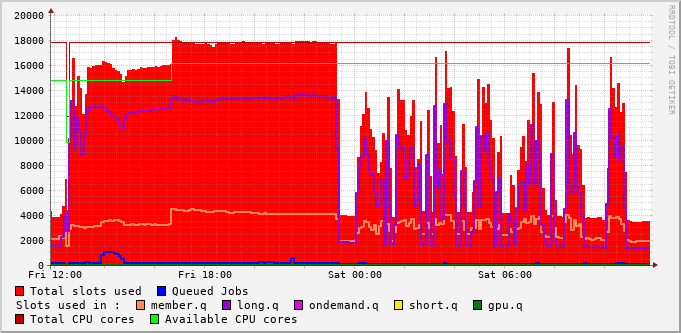 20000
18000
16000
14000
12000
10000
8000
6000
4000
2000
0
Fri 12:00 Fri 18:00 Sat 00:00 Sat 06:00
RRDTOOL / TOBI OETIKER
Total slots used Queued Jobs
Slots used in : member.q long.q ondemand.q short.q gpu.q
Total CPU cores Available CPU cores